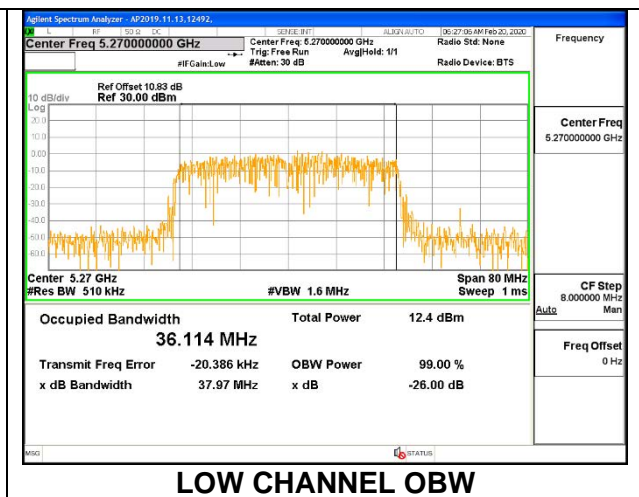 Agilent Spectrum Analyzer - AP2019.11.13,12492,
L RF 50 Ω DC SENSE:INT ALIGN AUTO 06:27:06 AM Feb 20, 2020
Center Freq 5.270000000 GHz Center Freq: 5.270000000 GHz Radio Std: None Frequency
Trig: Free Run Avg|Hold: 1/1
#IFGain:Low #Atten: 30 dB Radio Device: BTS
Ref Offset 10.83 dB
10 dB/div Ref 30.00 dBm
Log
20.0
10.0
0.00
-10.0
-20.0
-30.0
-40.0
-50.0
-60.0
Center Freq
5.270000000 GHz
Center 5.27 GHz Span 80 MHz
#Res BW 510 kHz #VBW 1.6 MHz Sweep 1 ms
CF Step
8.000000 MHz
Auto Man
Occupied Bandwidth Total Power 12.4 dBm
36.114 MHz
Freq Offset
0 Hz
Transmit Freq Error -20.386 kHz OBW Power 99.00 %
x dB Bandwidth 37.97 MHz x dB -26.00 dB
MSG STATUS
LOW CHANNEL OBW